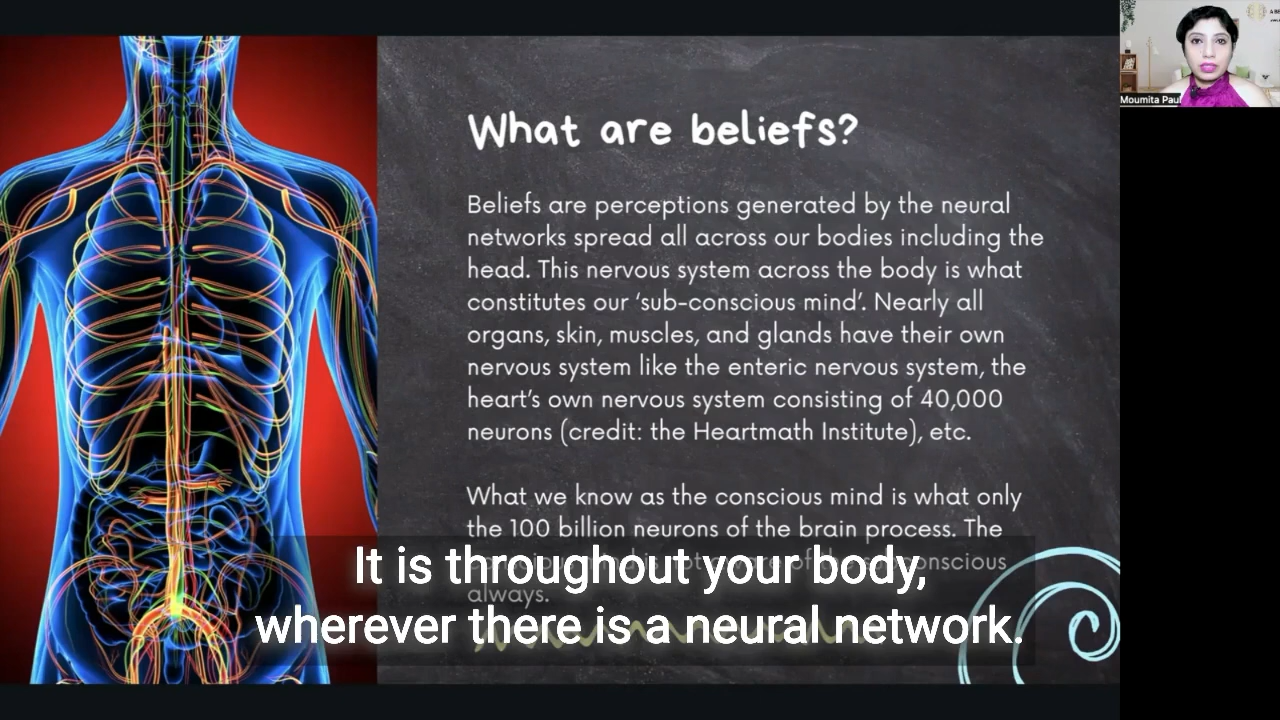 What are beliefs?
Beliefs are perceptions generated by the neural
networks spread all across our bodies including the
head. This nervous system across the body is what
constitutes our ‘sub-conscious mind’. Nearly all
organs, skin, muscles, and glands have their own
nervous system like the enteric nervous system, the
heart’s own nervous system consisting of 40,000
neurons (credit: the Heartmath Institute), etc.
What we know as the conscious mind is what only
the 100 billion neurons of the brain process. The
always.
It is throughout your body,
wherever there is a neural network.
Moumita Paul